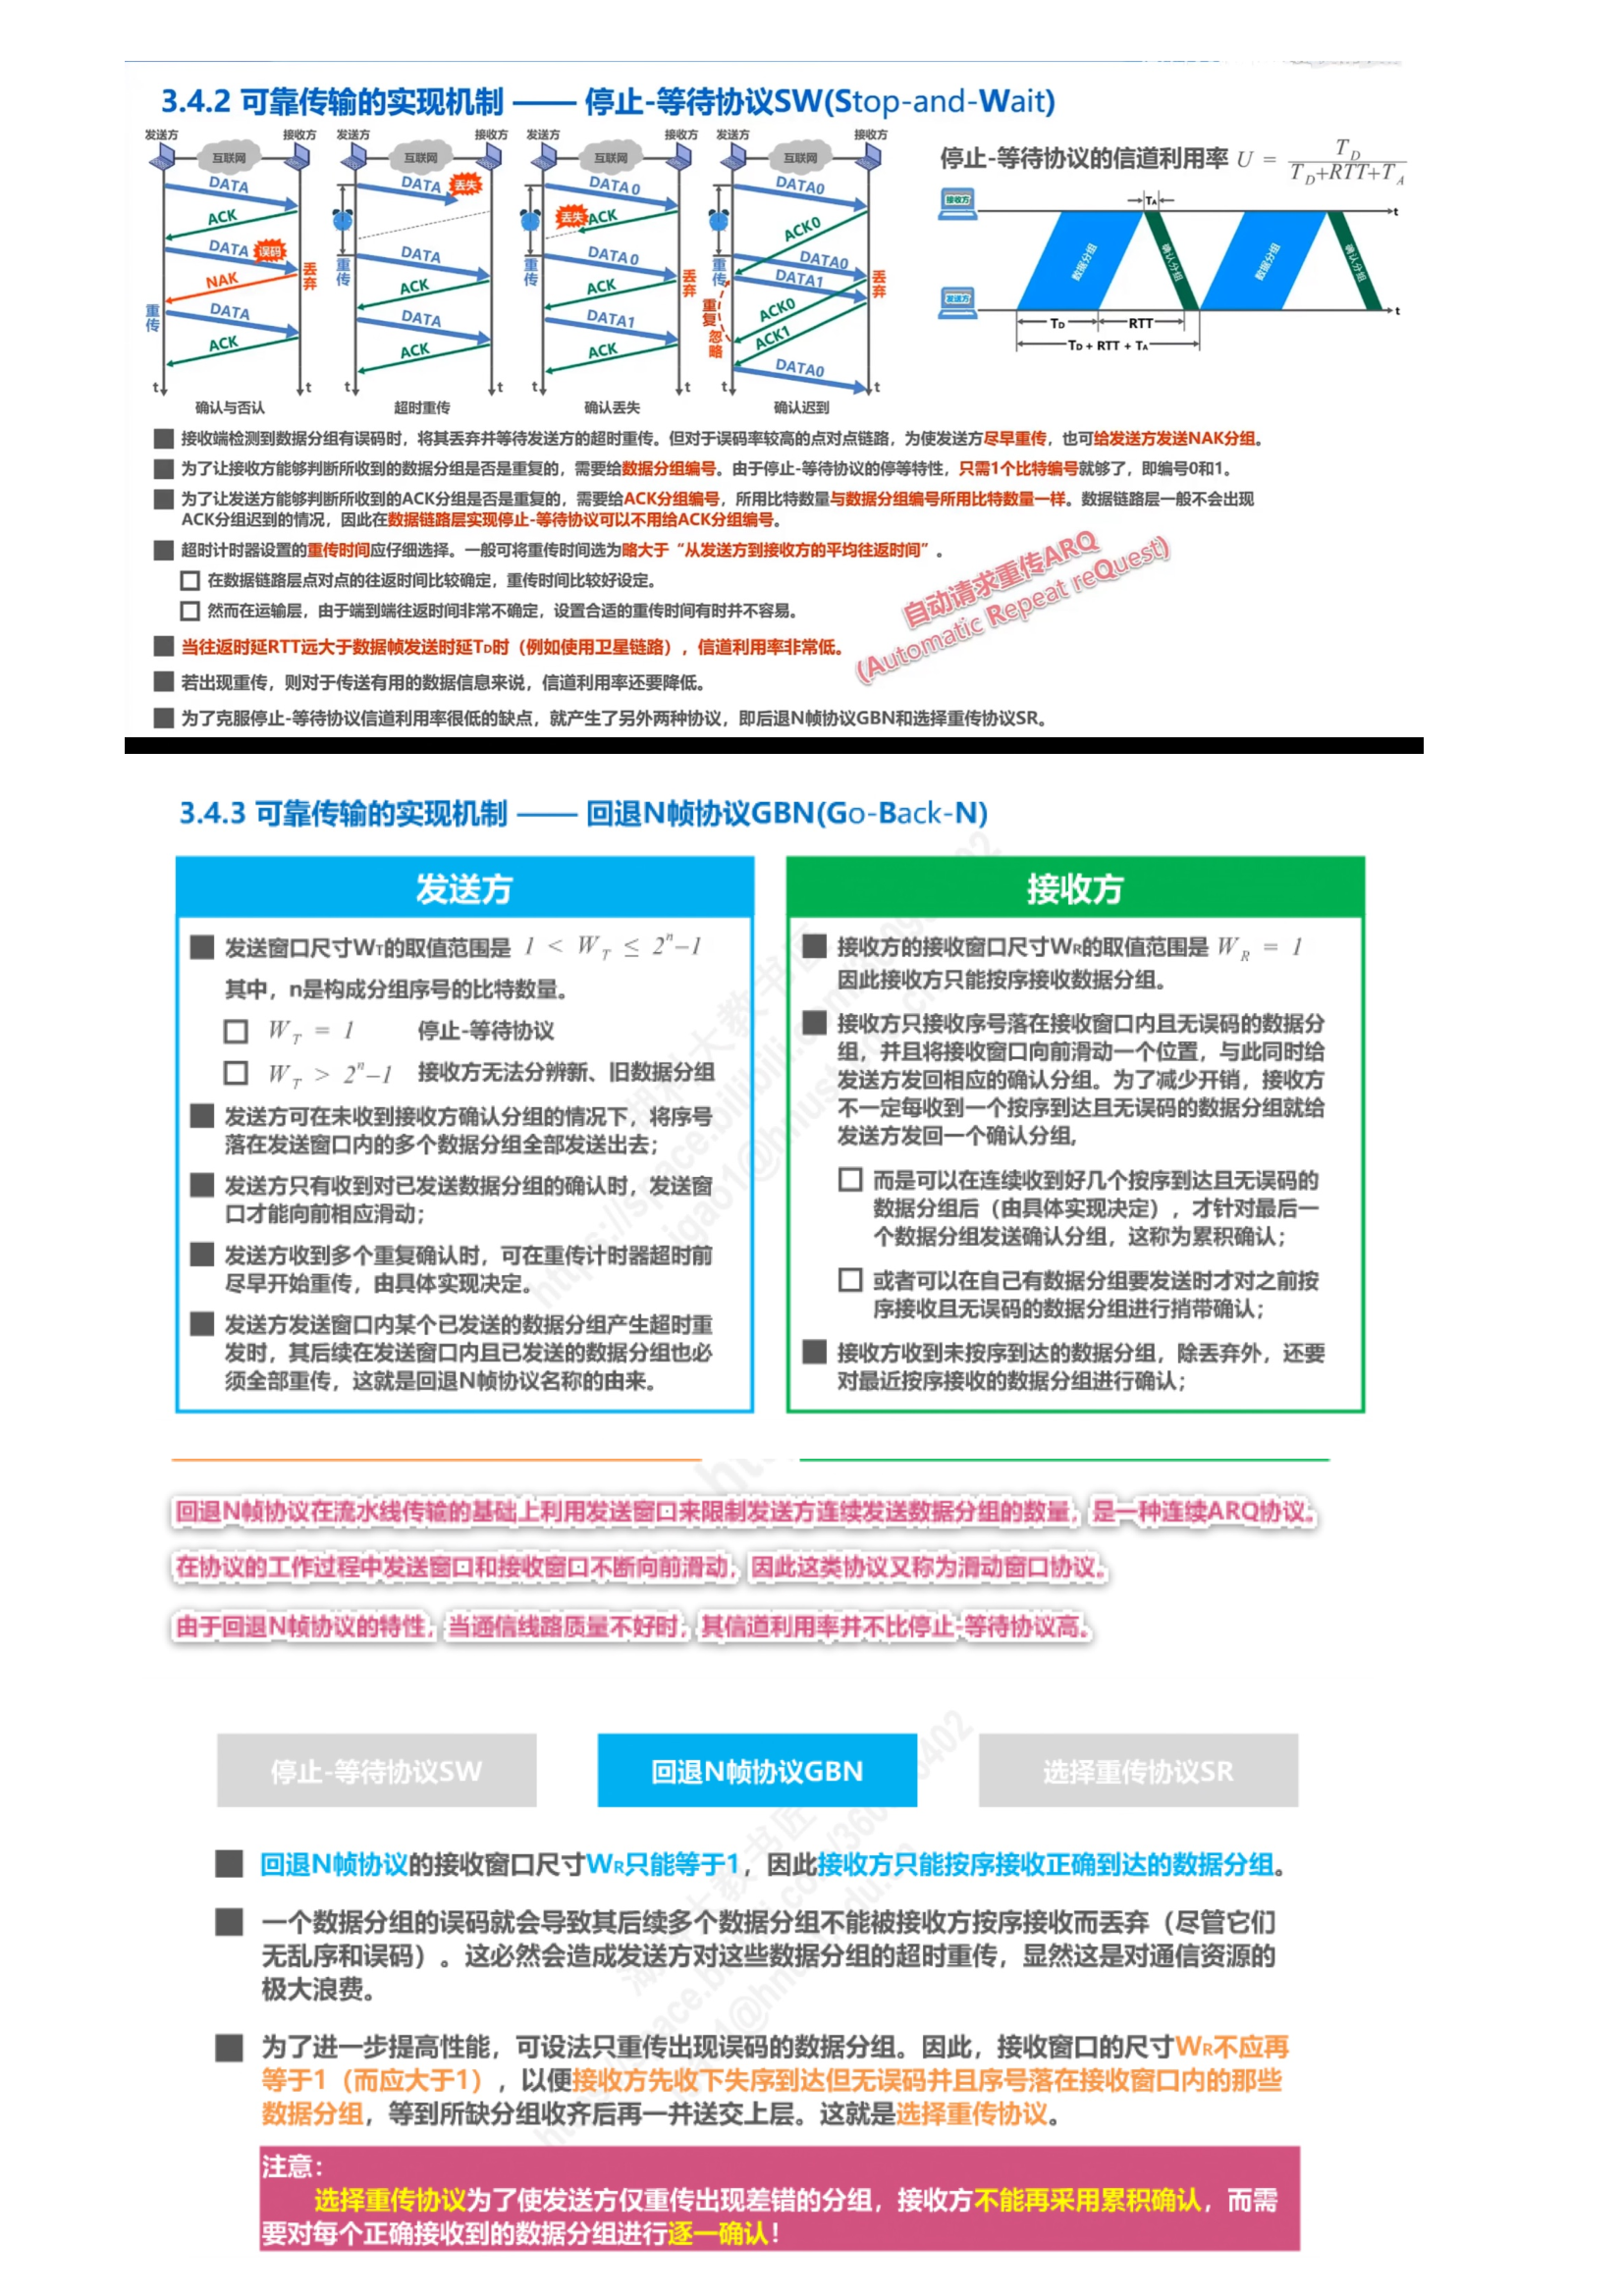 3.4.2 可靠传输的实现机制 —— 停止-等待协议SW(Stop-and-Wait)
发送方 接收方 发送方 接收方 发送方 接收方 发送方 接收方
互联网 互联网 互联网 互联网
DATA
ACK
DATA 误码
NAK
丢弃
重传
DATA
ACK
t t
确认与否认
DATA 丢失
重传
DATA
ACK
DATA
ACK
t t
超时重传
DATA0
丢失 ACK
重传
DATA0
丢弃
ACK
DATA1
ACK
t t
确认丢失
DATA0
ACK0
重传
DATA0
DATA1
丢弃
重复 忽略
ACK0
ACK1
DATA0
t t
确认迟到
停止-等待协议的信道利用率 U = T_D / (T_D+RTT+T_A)
接收方
TA
t
数据分组 确认分组 数据分组 确认分组
发送方
t
TD RTT
TD + RTT + TA
接收端检测到数据分组有误码时，将其丢弃并等待发送方的超时重传。但对于误码率较高的点对点链路，为使发送方尽早重传，也可给发送方发送NAK分组。
为了让接收方能够判断所收到的数据分组是否是重复的，需要给数据分组编号。由于停止-等待协议的停等特性，只需1个比特编号就够了，即编号0和1。
为了让发送方能够判断所收到的ACK分组是否是重复的，需要给ACK分组编号，所用比特数量与数据分组编号所用比特数量一样。数据链路层一般不会出现
ACK分组迟到的情况，因此在数据链路层实现停止-等待协议可以不用给ACK分组编号。
超时计时器设置的重传时间应仔细选择。一般可将重传时间选为略大于“从发送方到接收方的平均往返时间”。
在数据链路层点对点的往返时间比较确定，重传时间比较好设定。
然而在运输层，由于端到端往返时间非常不确定，设置合适的重传时间有时并不容易。
自动请求重传ARQ
(Automatic Repeat reQuest)
当往返时延RTT远大于数据帧发送时延TD时（例如使用卫星链路），信道利用率非常低。
若出现重传，则对于传送有用的数据信息来说，信道利用率还要降低。
为了克服停止-等待协议信道利用率很低的缺点，就产生了另外两种协议，即后退N帧协议GBN和选择重传协议SR。
3.4.3 可靠传输的实现机制 —— 回退N帧协议GBN(Go-Back-N)
发送方
发送窗口尺寸WT的取值范围是 1 < W_T ≤ 2^n–1
其中，n是构成分组序号的比特数量。
W_T = 1 停止-等待协议
W_T > 2^n–1 接收方无法分辨新、旧数据分组
发送方可在未收到接收方确认分组的情况下，将序号
落在发送窗口内的多个数据分组全部发送出去；
发送方只有收到对已发送数据分组的确认时，发送窗
口才能向前相应滑动；
发送方收到多个重复确认时，可在重传计时器超时前
尽早开始重传，由具体实现决定。
发送方发送窗口内某个已发送的数据分组产生超时重
发时，其后续在发送窗口内且已发送的数据分组也必
须全部重传，这就是回退N帧协议名称的由来。
接收方
接收方的接收窗口尺寸WR的取值范围是 W_R = 1
因此接收方只能按序接收数据分组。
接收方只接收序号落在接收窗口内且无误码的数据分
组，并且将接收窗口向前滑动一个位置，与此同时给
发送方发回相应的确认分组。为了减少开销，接收方
不一定每收到一个按序到达且无误码的数据分组就给
发送方发回一个确认分组,
而是可以在连续收到好几个按序到达且无误码的
数据分组后（由具体实现决定），才针对最后一
个数据分组发送确认分组，这称为累积确认；
或者可以在自己有数据分组要发送时才对之前按
序接收且无误码的数据分组进行捎带确认；
接收方收到未按序到达的数据分组，除丢弃外，还要
对最近按序接收的数据分组进行确认；
回退N帧协议在流水线传输的基础上利用发送窗口来限制发送方连续发送数据分组的数量，是一种连续ARQ协议。
在协议的工作过程中发送窗口和接收窗口不断向前滑动，因此这类协议又称为滑动窗口协议。
由于回退N帧协议的特性，当通信线路质量不好时，其信道利用率并不比停止-等待协议高。
停止-等待协议SW 回退N帧协议GBN 选择重传协议SR
回退N帧协议的接收窗口尺寸WR只能等于1，因此接收方只能按序接收正确到达的数据分组。
一个数据分组的误码就会导致其后续多个数据分组不能被接收方按序接收而丢弃（尽管它们
无乱序和误码）。这必然会造成发送方对这些数据分组的超时重传，显然这是对通信资源的
极大浪费。
为了进一步提高性能，可设法只重传出现误码的数据分组。因此，接收窗口的尺寸WR不应再
等于1（而应大于1），以便接收方先收下失序到达但无误码并且序号落在接收窗口内的那些
数据分组，等到所缺分组收齐后再一并送交上层。这就是选择重传协议。
注意：
选择重传协议为了使发送方仅重传出现差错的分组，接收方不能再采用累积确认，而需
要对每个正确接收到的数据分组进行逐一确认！